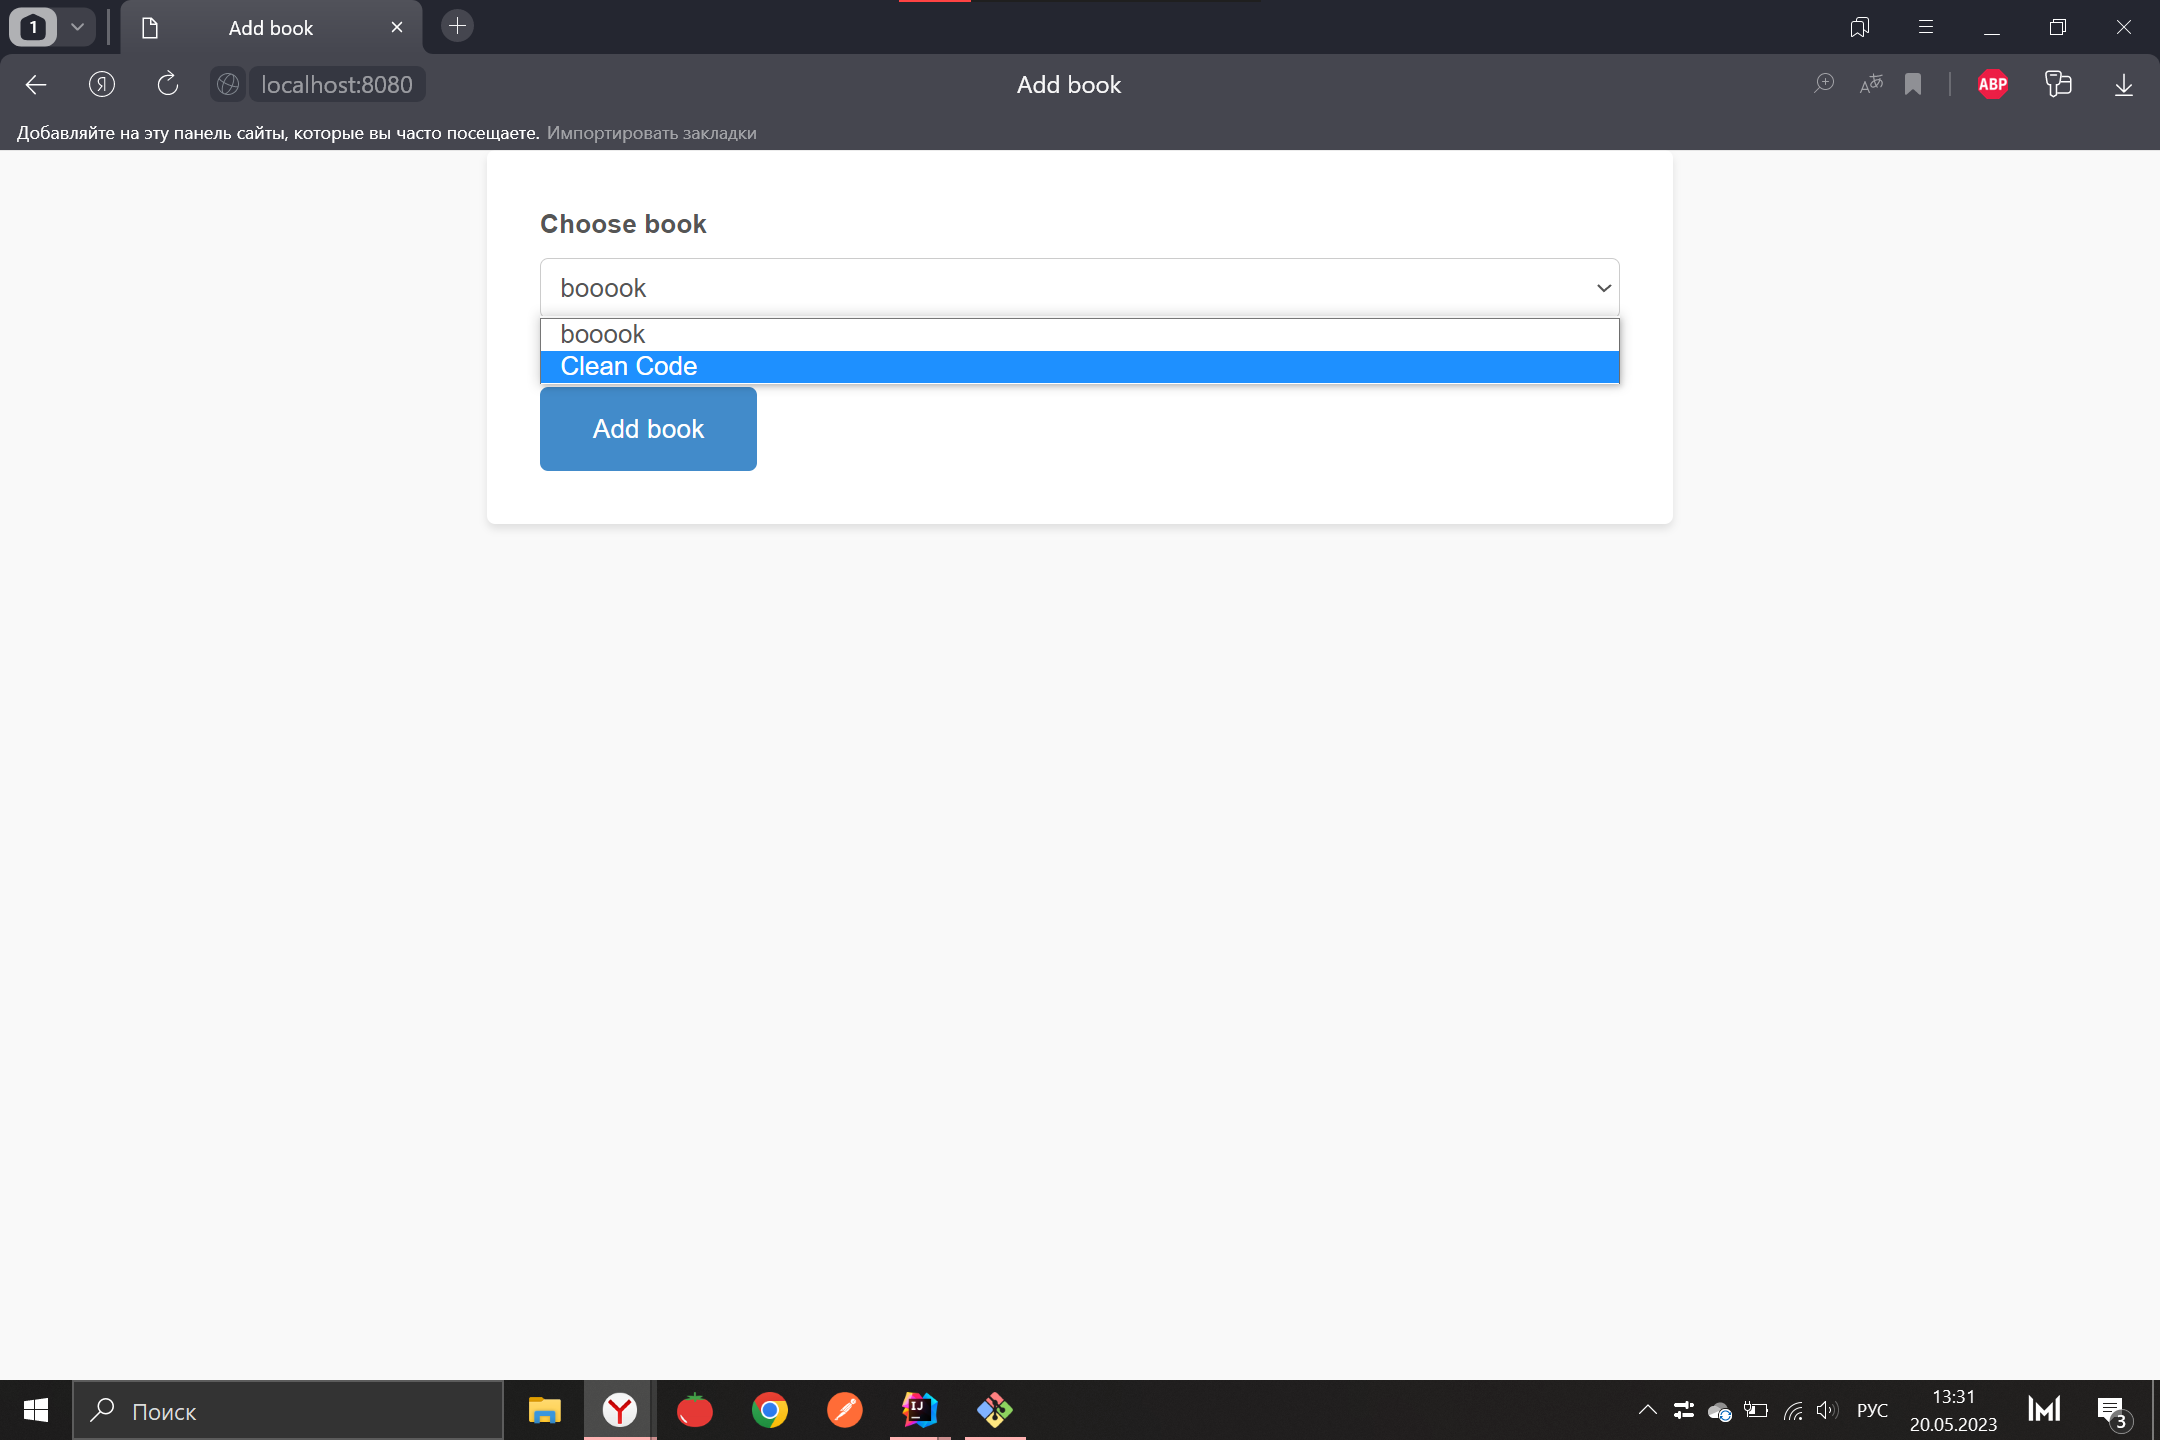 1
Add book
Я
localhost:8080
Add book
ABP
Добавляйте на эту панель сайты, которые вы часто посещаете. Импортировать закладки
Choose book
booook
booook
Clean Code
Add book
Поиск
IJ
РУС
13:31
20.05.2023
3